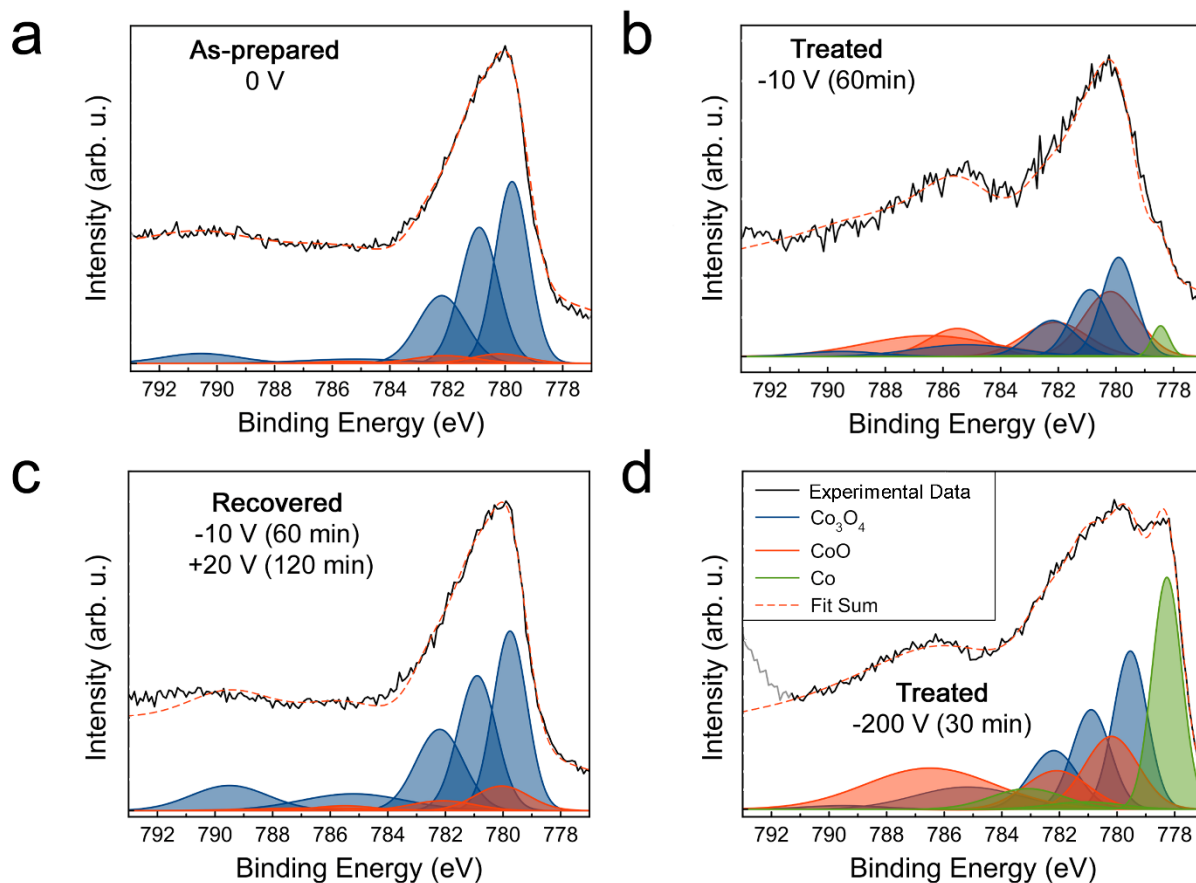 a
As-prepared
0 V
Intensity (arb. u.)
792 790 788 786 784 782 780 778
Binding Energy (eV)
b
Treated
-10 V (60min)
Intensity (arb. u.)
792 790 788 786 784 782 780 778
Binding Energy (eV)
c
Recovered
-10 V (60 min)
+20 V (120 min)
Intensity (arb. u.)
792 790 788 786 784 782 780 778
Binding Energy (eV)
d
Experimental Data
Co₃O₄
CoO
Co
Fit Sum
Treated
-200 V (30 min)
Intensity (arb. u.)
792 790 788 786 784 782 780 778
Binding Energy (eV)